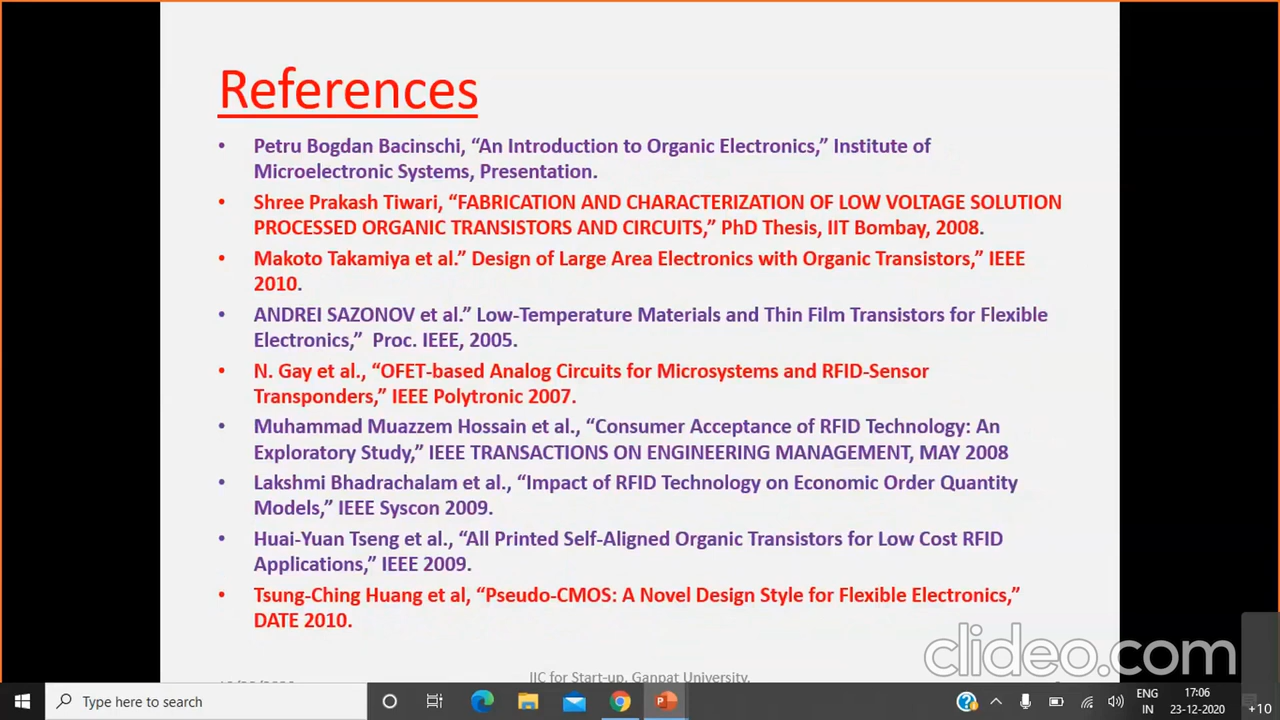 References
• Petru Bogdan Bacinschi, “An Introduction to Organic Electronics,” Institute of
Microelectronic Systems, Presentation.
• Shree Prakash Tiwari, “FABRICATION AND CHARACTERIZATION OF LOW VOLTAGE SOLUTION
PROCESSED ORGANIC TRANSISTORS AND CIRCUITS,” PhD Thesis, IIT Bombay, 2008.
• Makoto Takamiya et al.” Design of Large Area Electronics with Organic Transistors,” IEEE
2010.
• ANDREI SAZONOV et al.” Low-Temperature Materials and Thin Film Transistors for Flexible
Electronics,” Proc. IEEE, 2005.
• N. Gay et al., “OFET-based Analog Circuits for Microsystems and RFID-Sensor
Transponders,” IEEE Polytronic 2007.
• Muhammad Muazzem Hossain et al., “Consumer Acceptance of RFID Technology: An
Exploratory Study,” IEEE TRANSACTIONS ON ENGINEERING MANAGEMENT, MAY 2008
• Lakshmi Bhadrachalam et al., “Impact of RFID Technology on Economic Order Quantity
Models,” IEEE Syscon 2009.
• Huai-Yuan Tseng et al., “All Printed Self-Aligned Organic Transistors for Low Cost RFID
Applications,” IEEE 2009.
• Tsung-Ching Huang et al, “Pseudo-CMOS: A Novel Design Style for Flexible Electronics,”
DATE 2010.
clideo.com
IIC for Start-up, Ganpat University.
Type here to search
ENG
IN
17:06
23-12-2020
+10